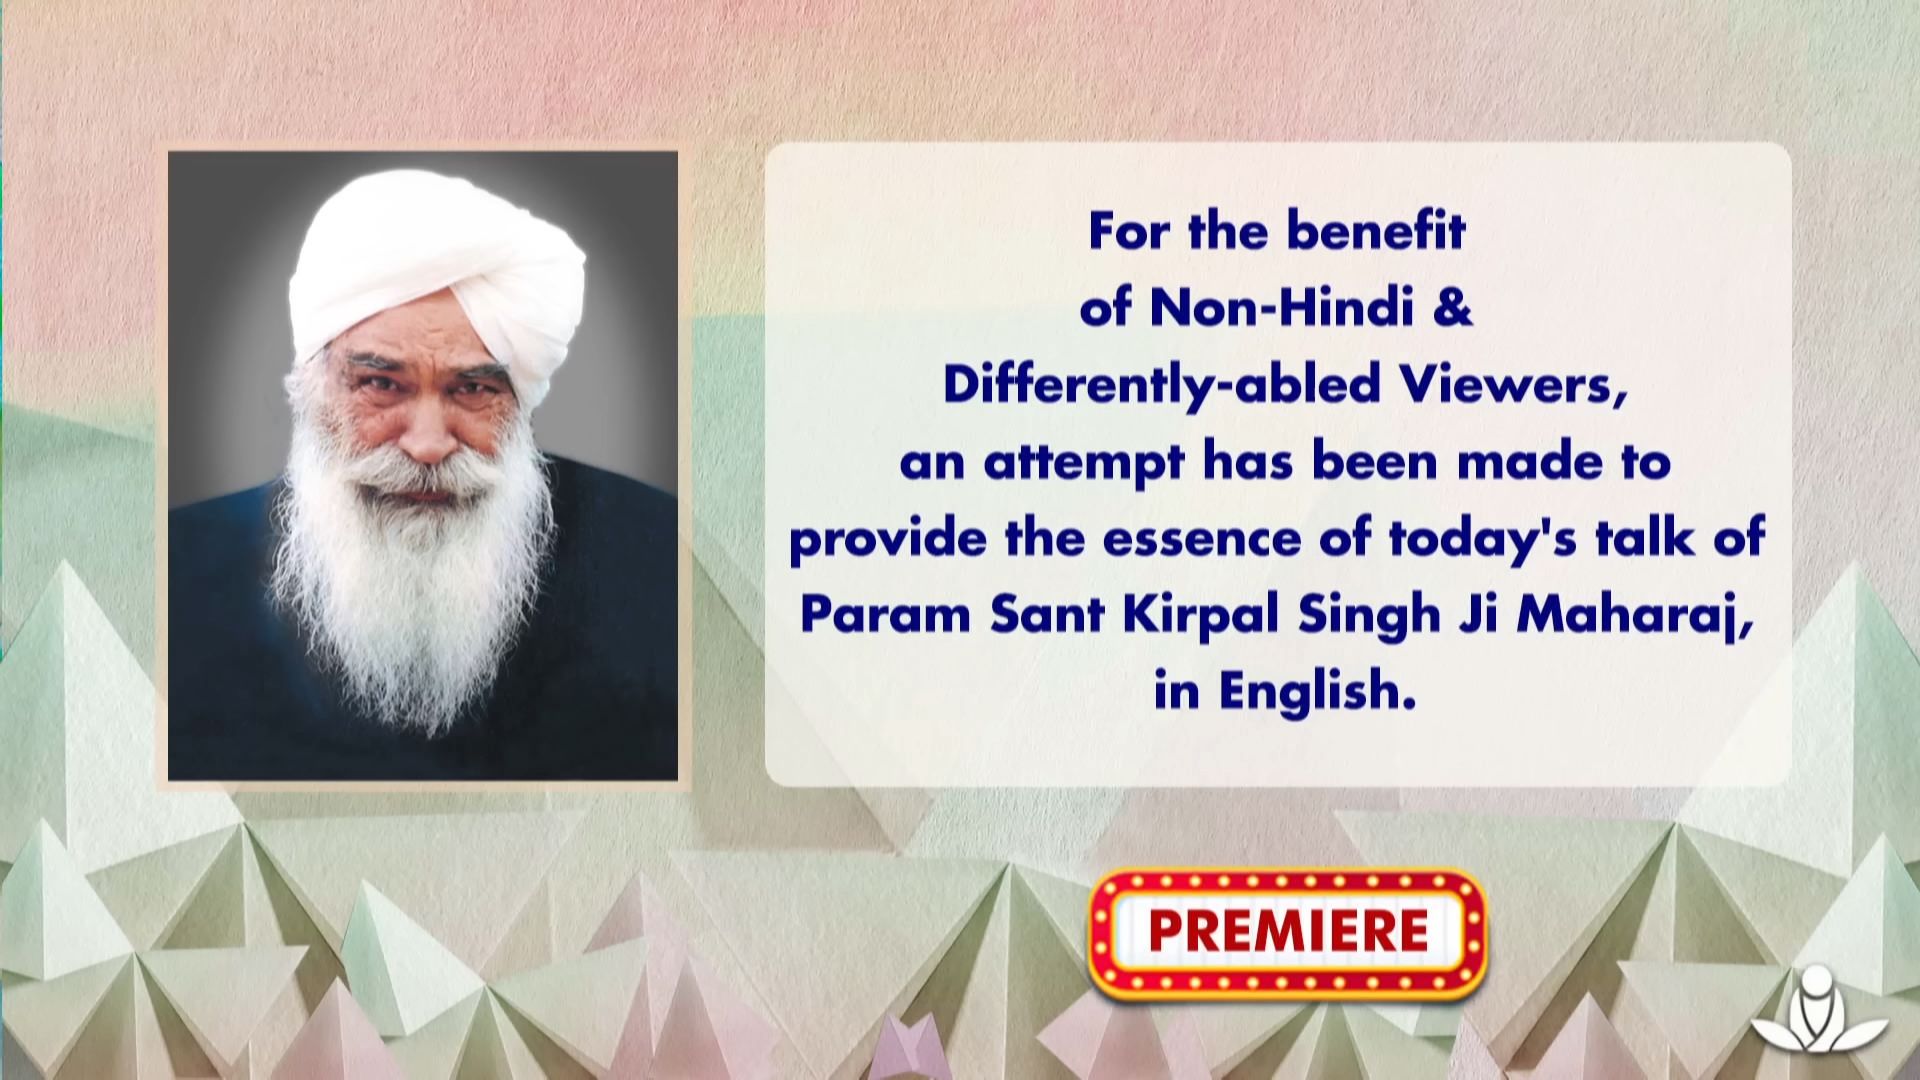 For the benefit
of Non-Hindi &
Differently-abled Viewers,
an attempt has been made to
provide the essence of today's talk of
Param Sant Kirpal Singh Ji Maharaj,
in English.
PREMIERE